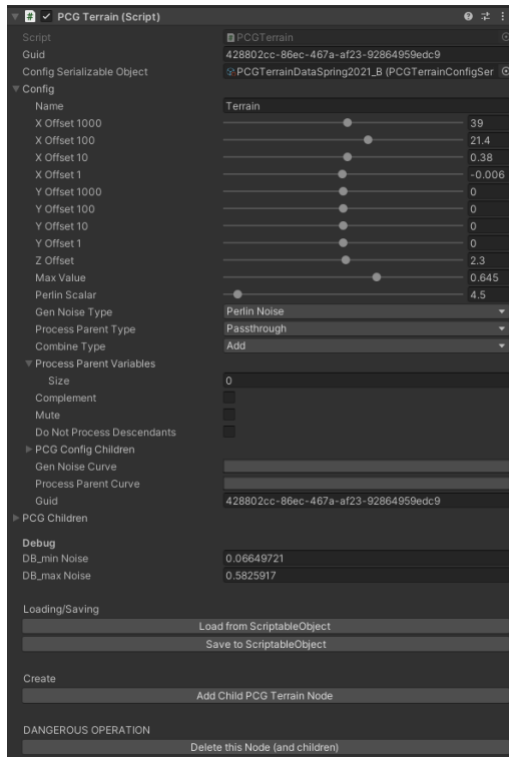 PCG Terrain (Script)
Script PCGTerrain
Guid 428802cc-86ec-467a-af23-92864959edc9
Config Serializable Object PCGTerrainDataSpring2021_B (PCGTerrainConfigSer
Config
Name Terrain
X Offset 1000 39
X Offset 100 21.4
X Offset 10 0.38
X Offset 1 -0.006
Y Offset 1000 0
Y Offset 100 0
Y Offset 10 0
Y Offset 1 0
Z Offset 2.3
Max Value 0.645
Perlin Scalar 4.5
Gen Noise Type Perlin Noise
Process Parent Type Passthrough
Combine Type Add
Process Parent Variables
Size 0
Complement
Mute
Do Not Process Descendants
PCG Config Children
Gen Noise Curve
Process Parent Curve
Guid 428802cc-86ec-467a-af23-92864959edc9
PCG Children
Debug
DB_min Noise 0.06649721
DB_max Noise 0.5825917
Loading/Saving
Load from ScriptableObject
Save to ScriptableObject
Create
Add Child PCG Terrain Node
DANGEROUS OPERATION
Delete this Node (and children)